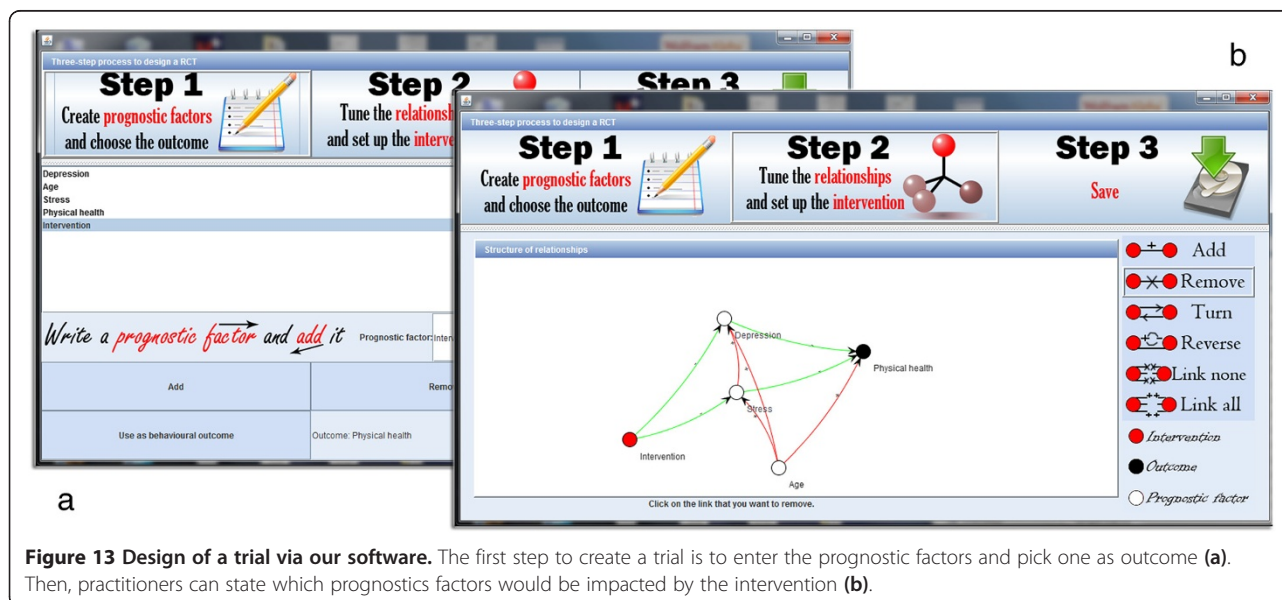 a
Three-step process to design a RCT
Step 1
Create prognostic factors
and choose the outcome
Step 2
Tune the relationsh
and set up the interve
Step 3
Depression
Age
Stress
Physical health
Intervention
Write a prognostic factor and add it
Prognostic factor: Interv
Add
Remo
Use as behavioural outcome
Outcome: Physical health
b
Three-step process to design a RCT
Step 1
Create prognostic factors
and choose the outcome
Step 2
Tune the relationships
and set up the intervention
Step 3
Save
Structure of relationships
Depression
Physical health
Stress
Intervention
Age
Click on the link that you want to remove.
Add
Remove
Turn
Reverse
Link none
Link all
Intervention
Outcome
Prognostic factor
Figure 13 Design of a trial via our software. The first step to create a trial is to enter the prognostic factors and pick one as outcome (a).
Then, practitioners can state which prognostics factors would be impacted by the intervention (b).